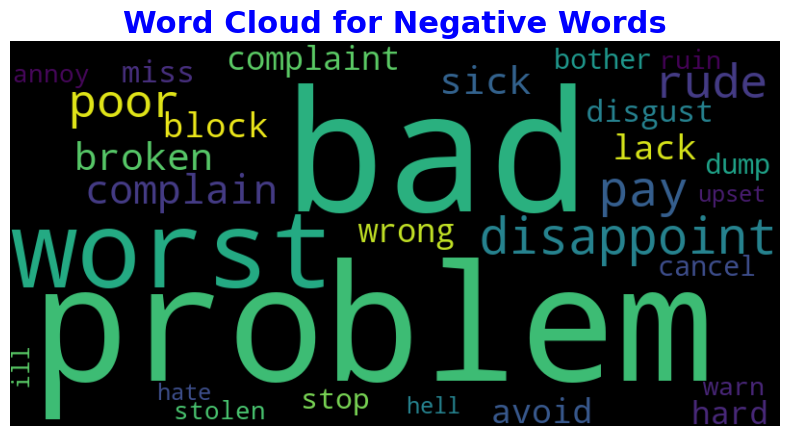 Word Cloud for Negative Words
annoy miss complaint sick bother ruin
poor rude
block disgust
broken bad lack dump
complain pay upset
worst wrong disappoint
cancel
problem
ill
hate warn
stolen stop hell avoid hard